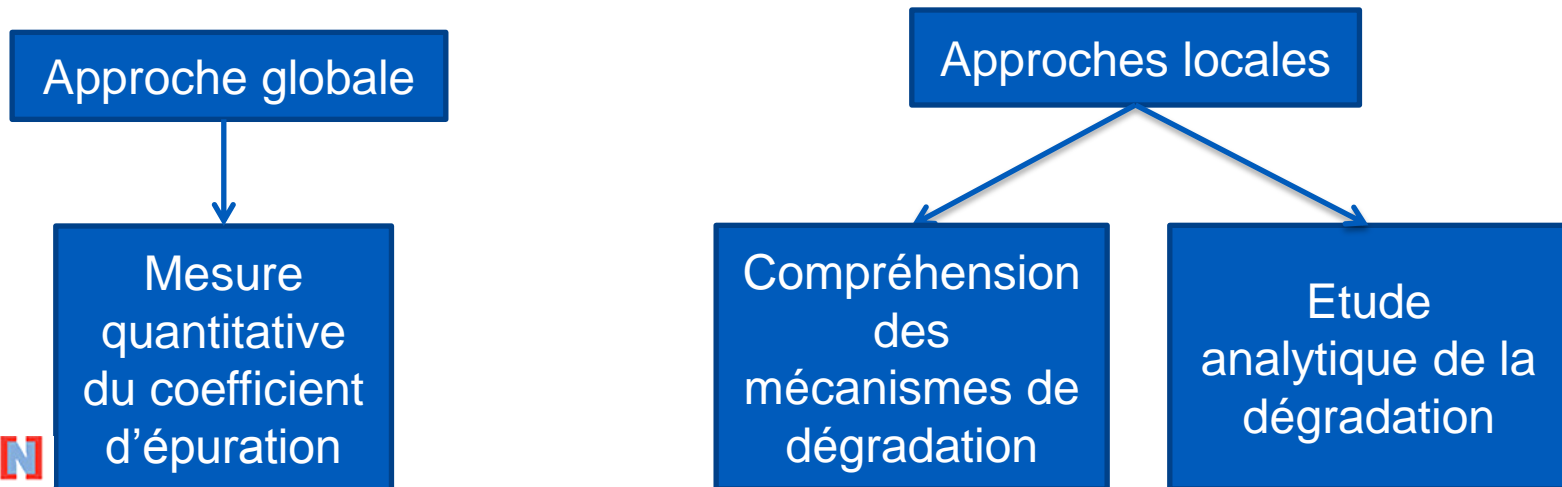 Approche globale
Approches locales
Mesure
quantitative
du coefficient
d’épuration
Compréhension
des
mécanismes de
dégradation
Etude
analytique de la
dégradation
N